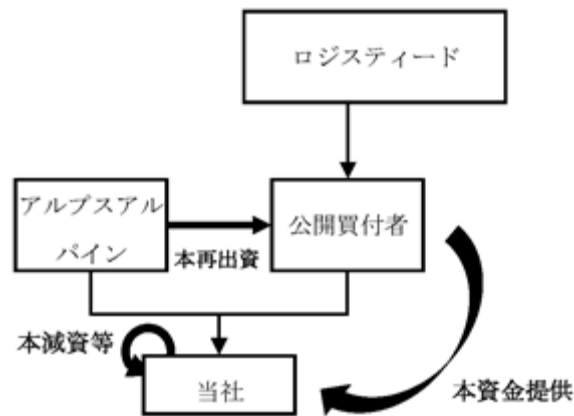 ロジスティード
アルプスアル
パイン
公開買付者
本再出資
本減資等
当社
本資金提供